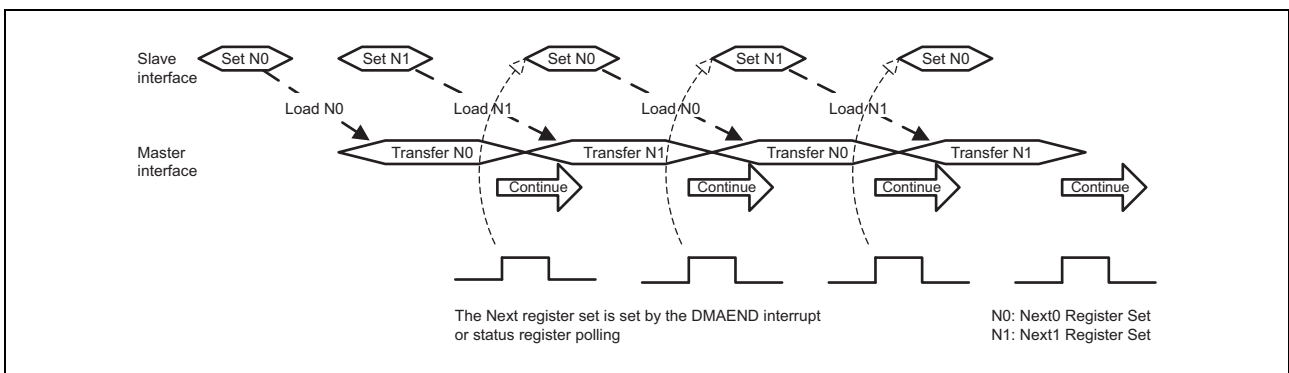 Slave
interface
Set N0
Set N1
Set N0
Set N1
Set N0
Load N0
Load N1
Load N0
Load N1
Master
interface
Transfer N0
Transfer N1
Transfer N0
Transfer N1
Continue
Continue
Continue
Continue
The Next register set is set by the DMAEND interrupt
or status register polling
N0: Next0 Register Set
N1: Next1 Register Set